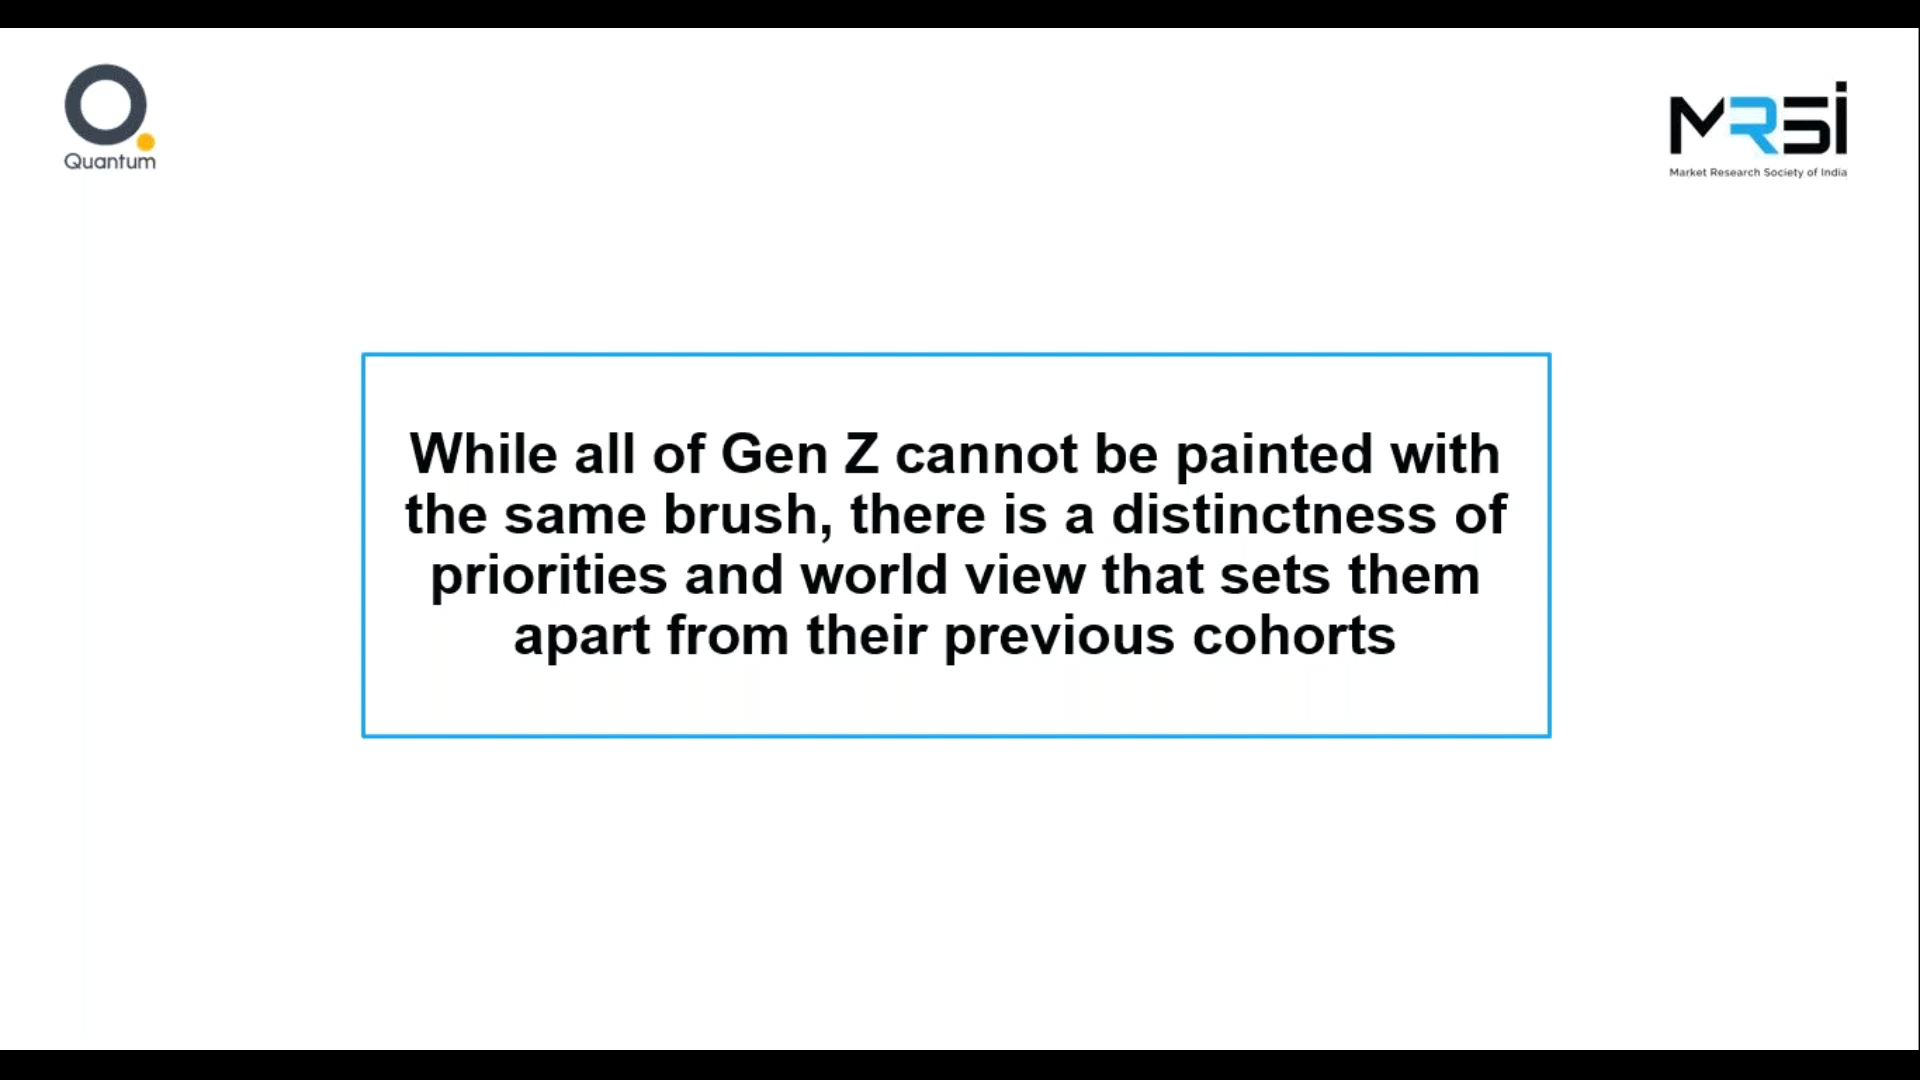 Quantum
MRSi
Market Research Society of India
While all of Gen Z cannot be painted with
the same brush, there is a distinctness of
priorities and world view that sets them
apart from their previous cohorts